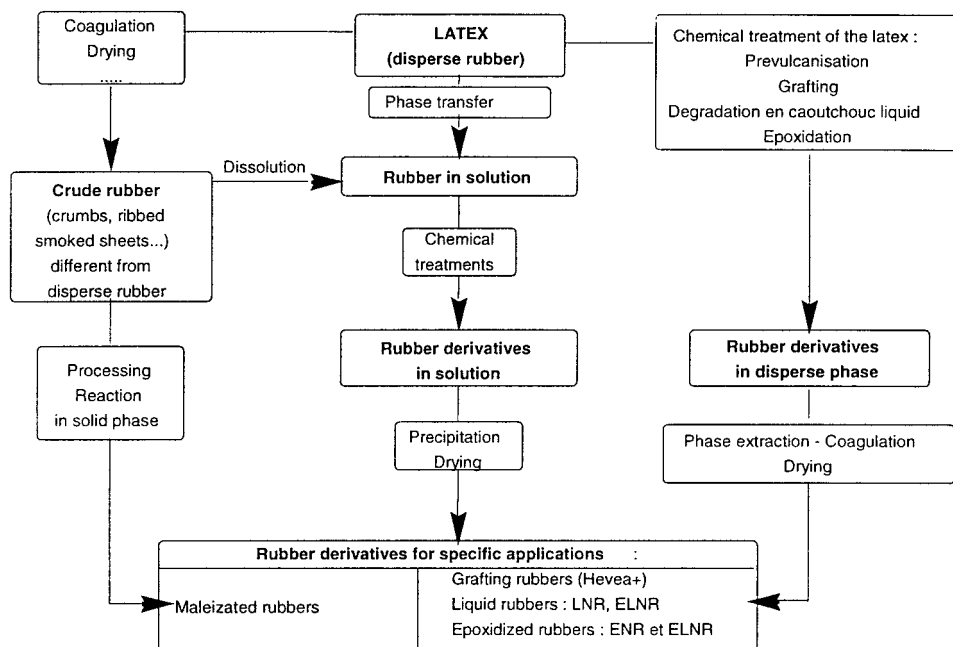 Coagulation
Drying
.....
LATEX
(disperse rubber)
Chemical treatment of the latex :
Prevulcanisation
Grafting
Degradation en caoutchouc liquid
Epoxidation
Phase transfer
Dissolution
Rubber in solution
Crude rubber
(crumbs, ribbed
smoked sheets...)
different from
disperse rubber
Chemical
treatments
Rubber derivatives
in solution
Rubber derivatives
in disperse phase
Processing
Reaction
in solid phase
Precipitation
Drying
Phase extraction - Coagulation
Drying
Rubber derivatives for specific applications :
Maleizated rubbers
Grafting rubbers (Hevea+)
Liquid rubbers : LNR, ELNR
Epoxidized rubbers : ENR et ELNR